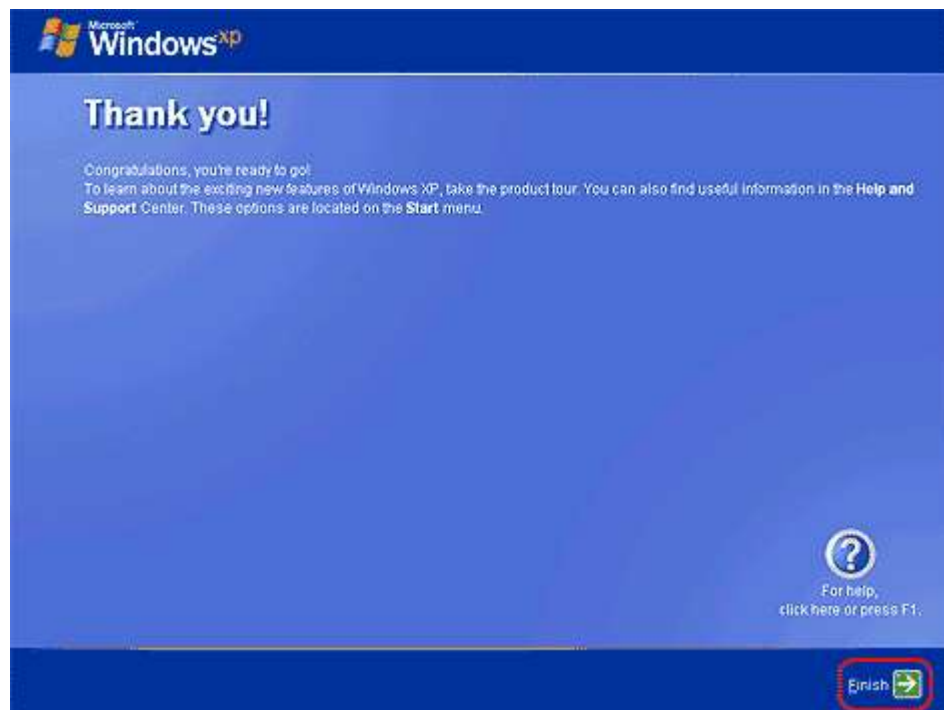 Microsoft
Windows xp
Thank you!
Congratulations, you're ready to go!
To learn about the exciting new features of Windows XP, take the product tour. You can also find useful information in the Help and
Support Center. These options are located on the Start menu.
For help,
click here or press F1.
Finish